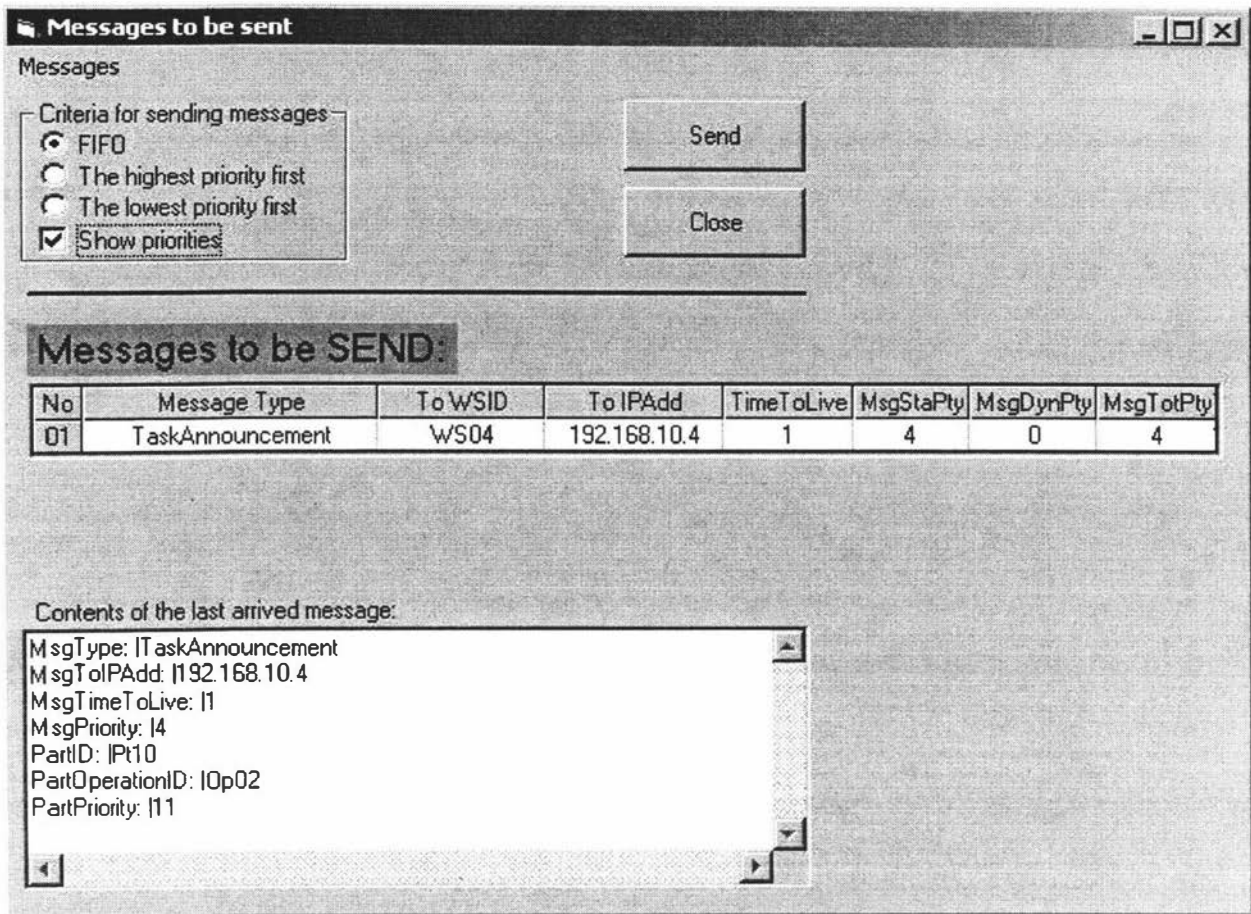 Messages to be sent
Messages
Criteria for sending messages
FIFO
The highest priority first
The lowest priority first
Show priorities
Send
Close
Messages to be SEND:
No Message Type To WSID To IPAdd TimeToLive MsgStaPty MsgDynPty MsgTotPty
01 TaskAnnouncement WS04 192.168.10.4 1 4 0 4
Contents of the last arrived message:
MsgType: |TaskAnnouncement
MsgToIPAdd: |192.168.10.4
MsgTimeToLive: |1
MsgPriority: |4
PartID: |Pt10
PartOperationID: |Op02
PartPriority: |11